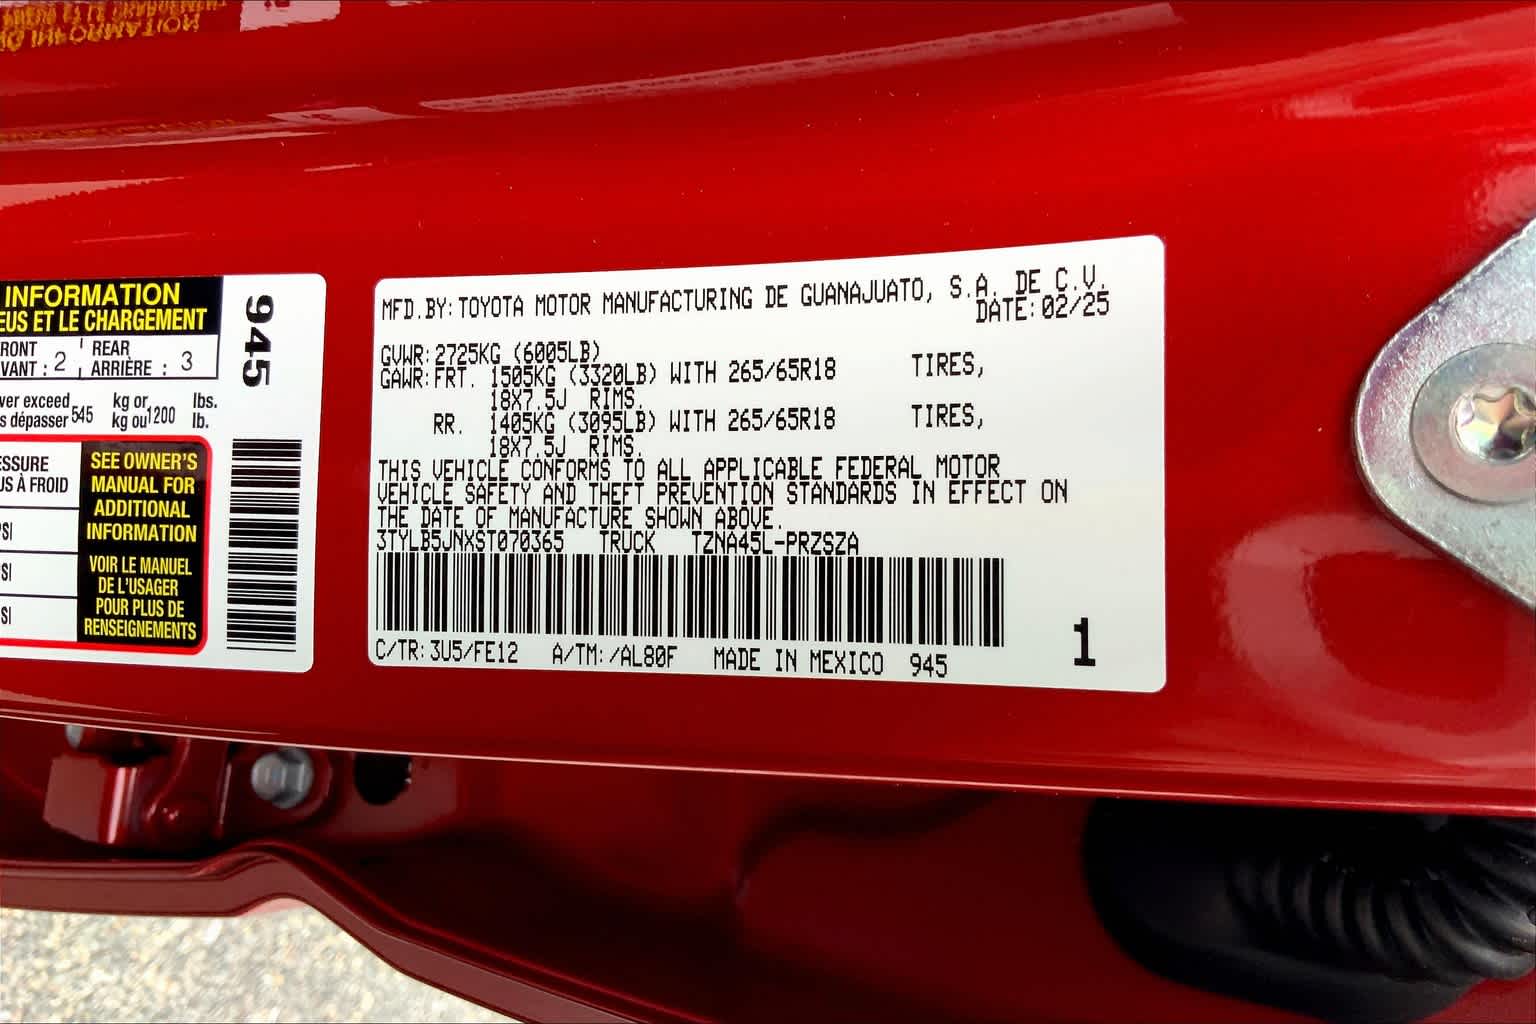 INFORMATION
EUS ET LE CHARGEMENT
RONT 2 REAR 3
VANT : ARRIÈRE :
ver exceed 545 kg or 1200 lbs.
s dépasser kg ou lb.
ESSURE
US À FROID
PSI
PSI
SI
SEE OWNER'S
MANUAL FOR
ADDITIONAL
INFORMATION
VOIR LE MANUEL
DE L'USAGER
POUR PLUS DE
RENSEIGNEMENTS
945
MFD.BY:TOYOTA MOTOR MANUFACTURING DE GUANAJUATO, S.A. DE C.V.
DATE:02/25
GVWR:2725KG (6005LB)
GAWR:FRT. 1505KG (3320LB) WITH 265/65R18 TIRES,
18X7.5J RIMS.
RR. 1405KG (3095LB) WITH 265/65R18 TIRES,
18X7.5J RIMS.
THIS VEHICLE CONFORMS TO ALL APPLICABLE FEDERAL MOTOR
VEHICLE SAFETY AND THEFT PREVENTION STANDARDS IN EFFECT ON
THE DATE OF MANUFACTURE SHOWN ABOVE.
3TYLB5JNXST070365 TRUCK TZNA45L-PRZSZA
C/TR:3U5/FE12 A/TM:/AL80F MADE IN MEXICO 945
1